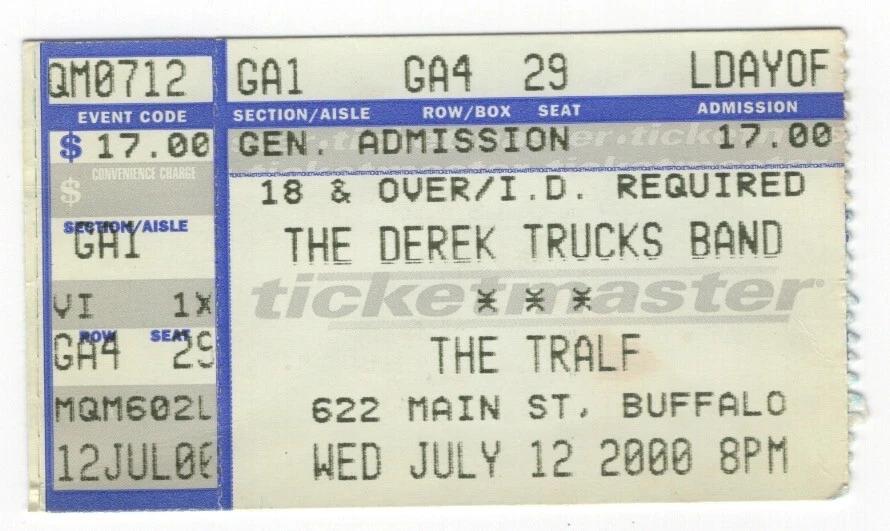 QM0712 GA1 GA4 29 LDAYOF
EVENT CODE SECTION/AISLE ROW/BOX SEAT ADMISSION
$ 17.00 GEN. ADMISSION 17.00
$ CONVENIENCE CHARGE
18 & OVER/I.D. REQUIRED
SECTION/AISLE
GA1 THE DEREK TRUCKS BAND
ticketmaster
VI 1X * * *
ROW SEAT
GA4 29 THE TRALF
MQM602L 622 MAIN ST. BUFFALO
12JUL00 WED JULY 12 2000 8PM